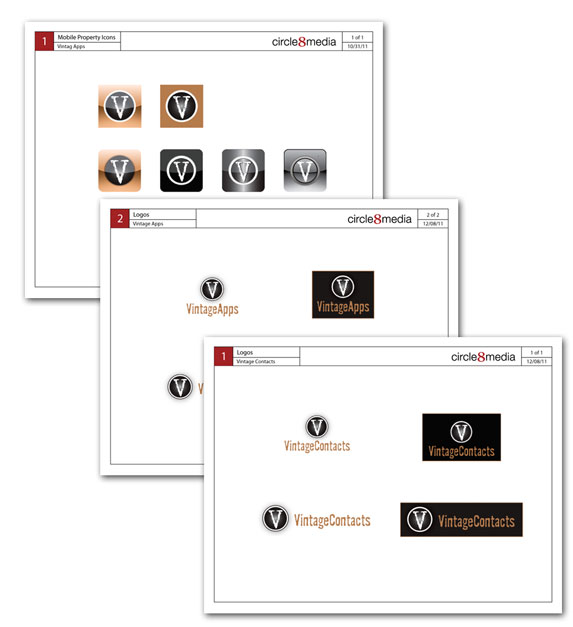 1
Mobile Property Icons
Vintag Apps
circle8media
1 of 1
10/31/11
V V
V V V V
2
Logos
Vintage Apps
circle8media
2 of 2
12/08/11
V V
VintageApps VintageApps
V V
1
Logos
Vintage Contacts
circle8media
1 of 1
12/08/11
V V
VintageContacts VintageContacts
V VintageContacts V VintageContacts